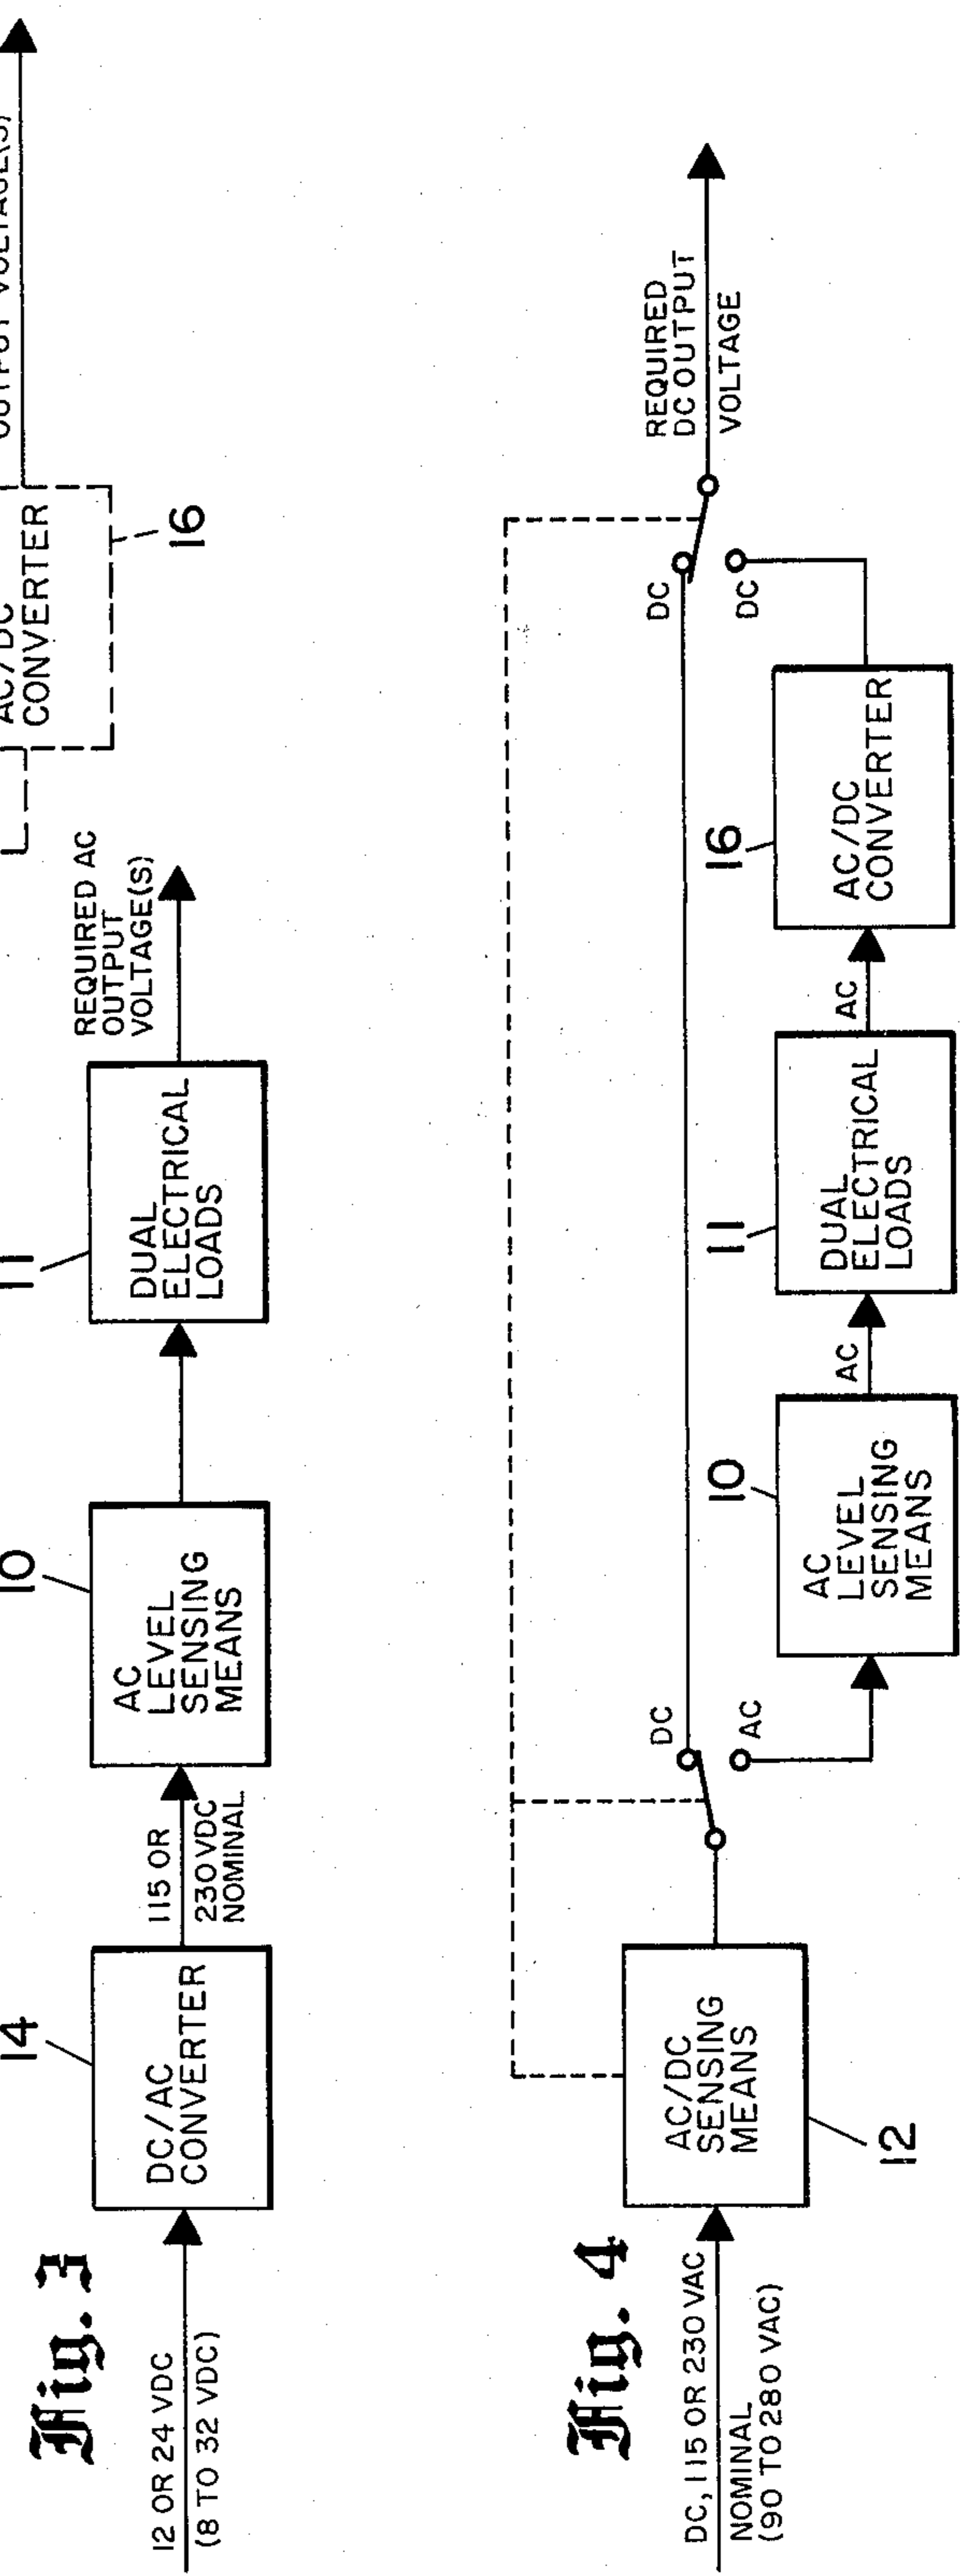 OUTPUT VOLTAGE(S)
AC/DC
CONVERTER
16
Fig. 3
12 OR 24 VDC
(8 TO 32 VDC)
14
DC/AC
CONVERTER
115 OR
230 VDC
NOMINAL
10
AC
LEVEL
SENSING
MEANS
11
DUAL
ELECTRICAL
LOADS
REQUIRED AC
OUTPUT
VOLTAGE(S)
Fig. 4
DC, 115 OR 230 VAC
NOMINAL
(90 TO 280 VAC)
AC/DC
SENSING
MEANS
12
DC
AC
10
AC
LEVEL
SENSING
MEANS
AC
11
DUAL
ELECTRICAL
LOADS
AC
16
AC/DC
CONVERTER
DC
DC
REQUIRED
DC OUTPUT
VOLTAGE